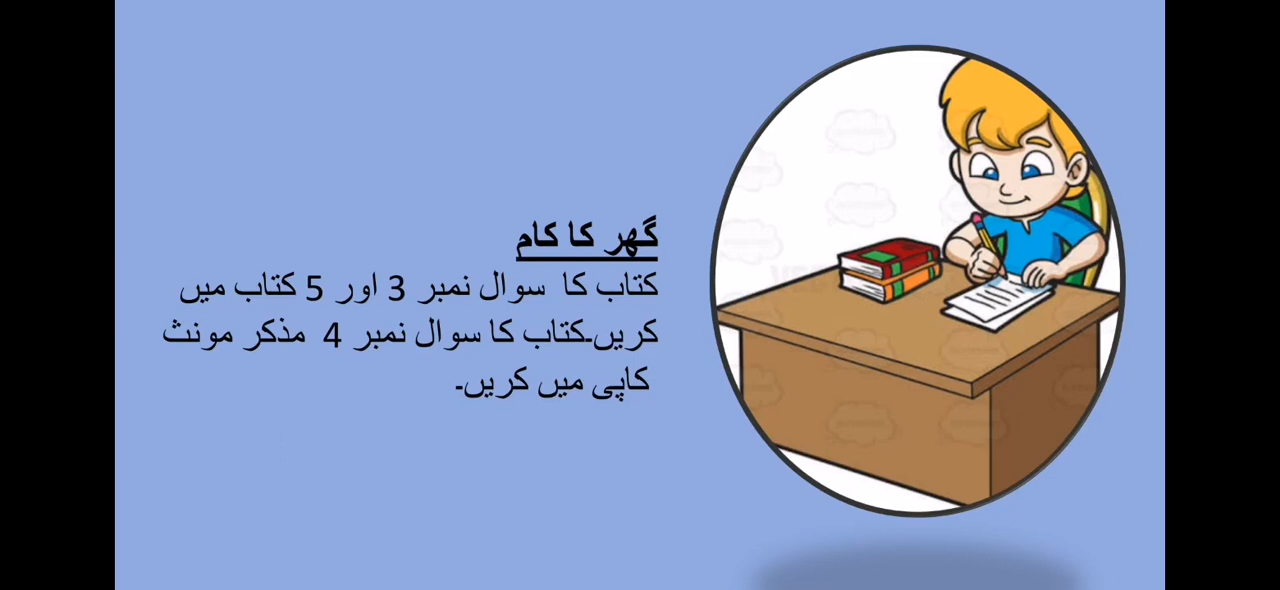 گھر کا کام
کتاب کا سوال نمبر 3 اور 5 کتاب میں
کریں۔کتاب کا سوال نمبر 4 مذکر مونث
کاپی میں کریں۔